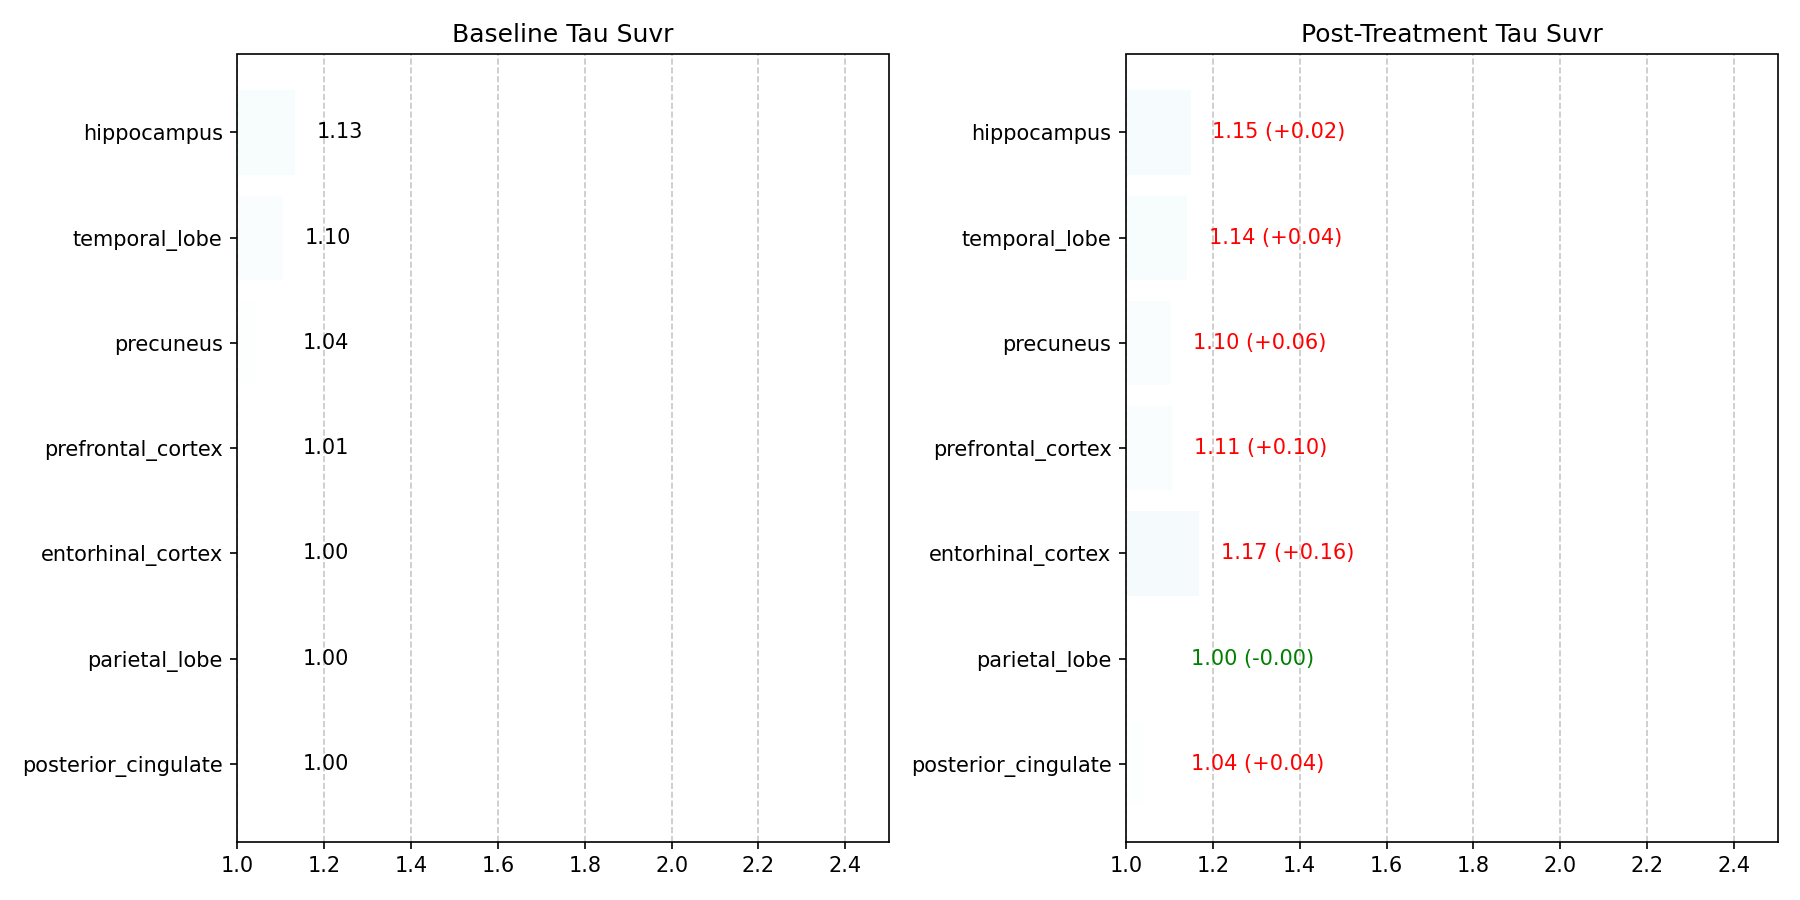 Baseline Tau Suvr
hippocampus 1.13
temporal_lobe 1.10
precuneus 1.04
prefrontal_cortex 1.01
entorhinal_cortex 1.00
parietal_lobe 1.00
posterior_cingulate 1.00
1.0 1.2 1.4 1.6 1.8 2.0 2.2 2.4
Post-Treatment Tau Suvr
hippocampus 1.15 (+0.02)
temporal_lobe 1.14 (+0.04)
precuneus 1.10 (+0.06)
prefrontal_cortex 1.11 (+0.10)
entorhinal_cortex 1.17 (+0.16)
parietal_lobe 1.00 (-0.00)
posterior_cingulate 1.04 (+0.04)
1.0 1.2 1.4 1.6 1.8 2.0 2.2 2.4